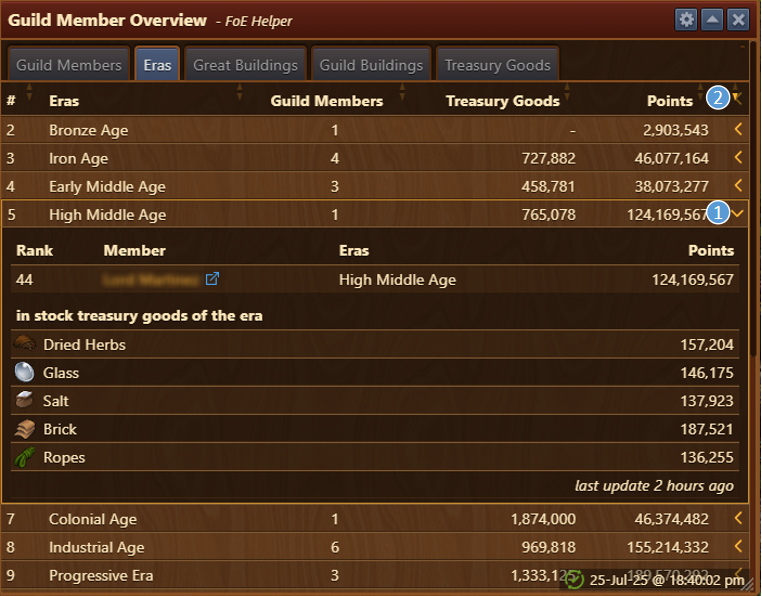 Guild Member Overview - FoE Helper
Guild Members Eras Great Buildings Guild Buildings Treasury Goods
# Eras Guild Members Treasury Goods Points 2
2 Bronze Age 1 - 2,903,543
3 Iron Age 4 727,882 46,077,164
4 Early Middle Age 3 458,781 38,073,277
5 High Middle Age 1 765,078 124,169,567 1
Rank Member Eras Points
44 High Middle Age 124,169,567
in stock treasury goods of the era
Dried Herbs 157,204
Glass 146,175
Salt 137,923
Brick 187,521
Ropes 136,255
last update 2 hours ago
7 Colonial Age 1 1,874,000 46,374,482
8 Industrial Age 6 969,818 155,214,332
9 Progressive Era 3
25-Jul-25 @ 18:40:02 pm